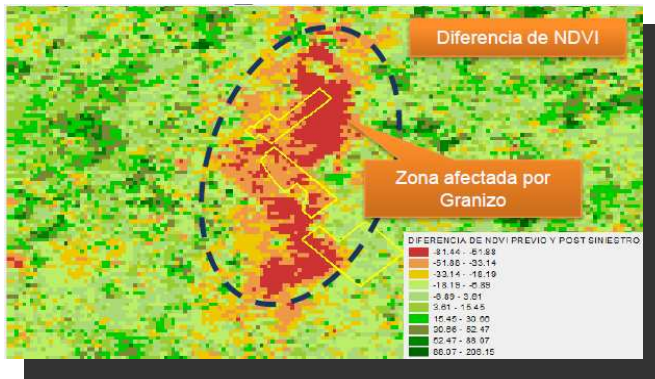 Diferencia de NDVI
Zona afectada por
Granizo
DIFERENCIA DE NDVI PREVIO Y POST SINIESTRO
-81.44 - -51.88
-51.88 - -33.14
-33.14 - -18.19
-18.19 - -6.89
-6.89 - 3.61
3.61 - 15.45
15.45 - 30.66
30.66 - 52.47
52.47 - 88.07
88.07 - 208.15